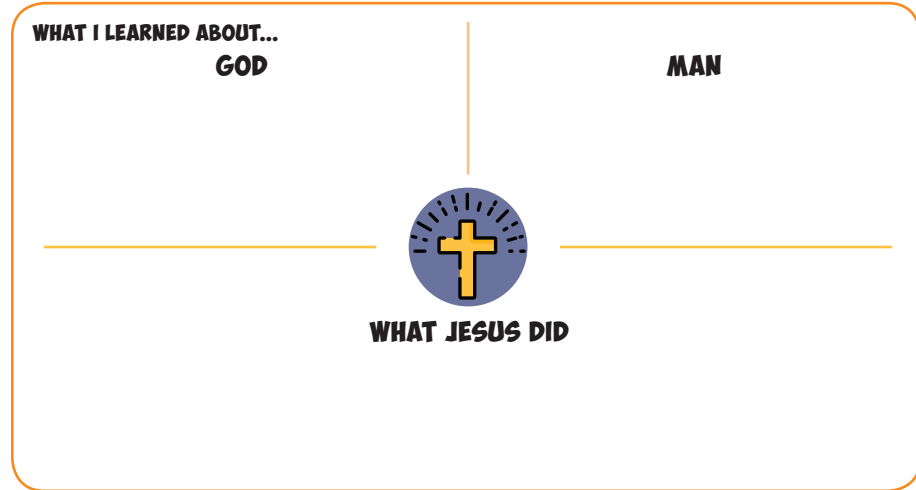 WHAT I LEARNED ABOUT...
GOD
MAN
WHAT JESUS DID